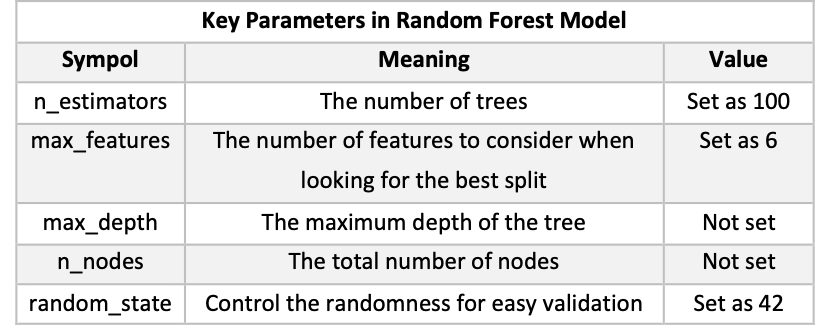 Key Parameters in Random Forest Model
Sympol Meaning Value
n_estimators The number of trees Set as 100
max_features The number of features to consider when Set as 6
looking for the best split
max_depth The maximum depth of the tree Not set
n_nodes The total number of nodes Not set
random_state Control the randomness for easy validation Set as 42